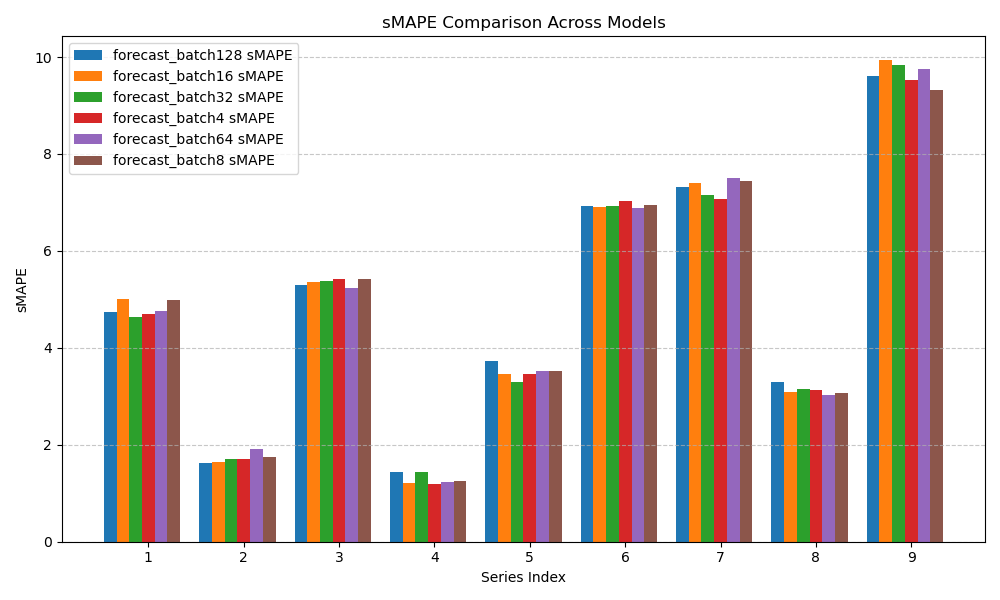 sMAPE Comparison Across Models
forecast_batch128 sMAPE
forecast_batch16 sMAPE
forecast_batch32 sMAPE
forecast_batch4 sMAPE
forecast_batch64 sMAPE
forecast_batch8 sMAPE
10
8
6
4
2
0
sMAPE
1 2 3 4 5 6 7 8 9
Series Index